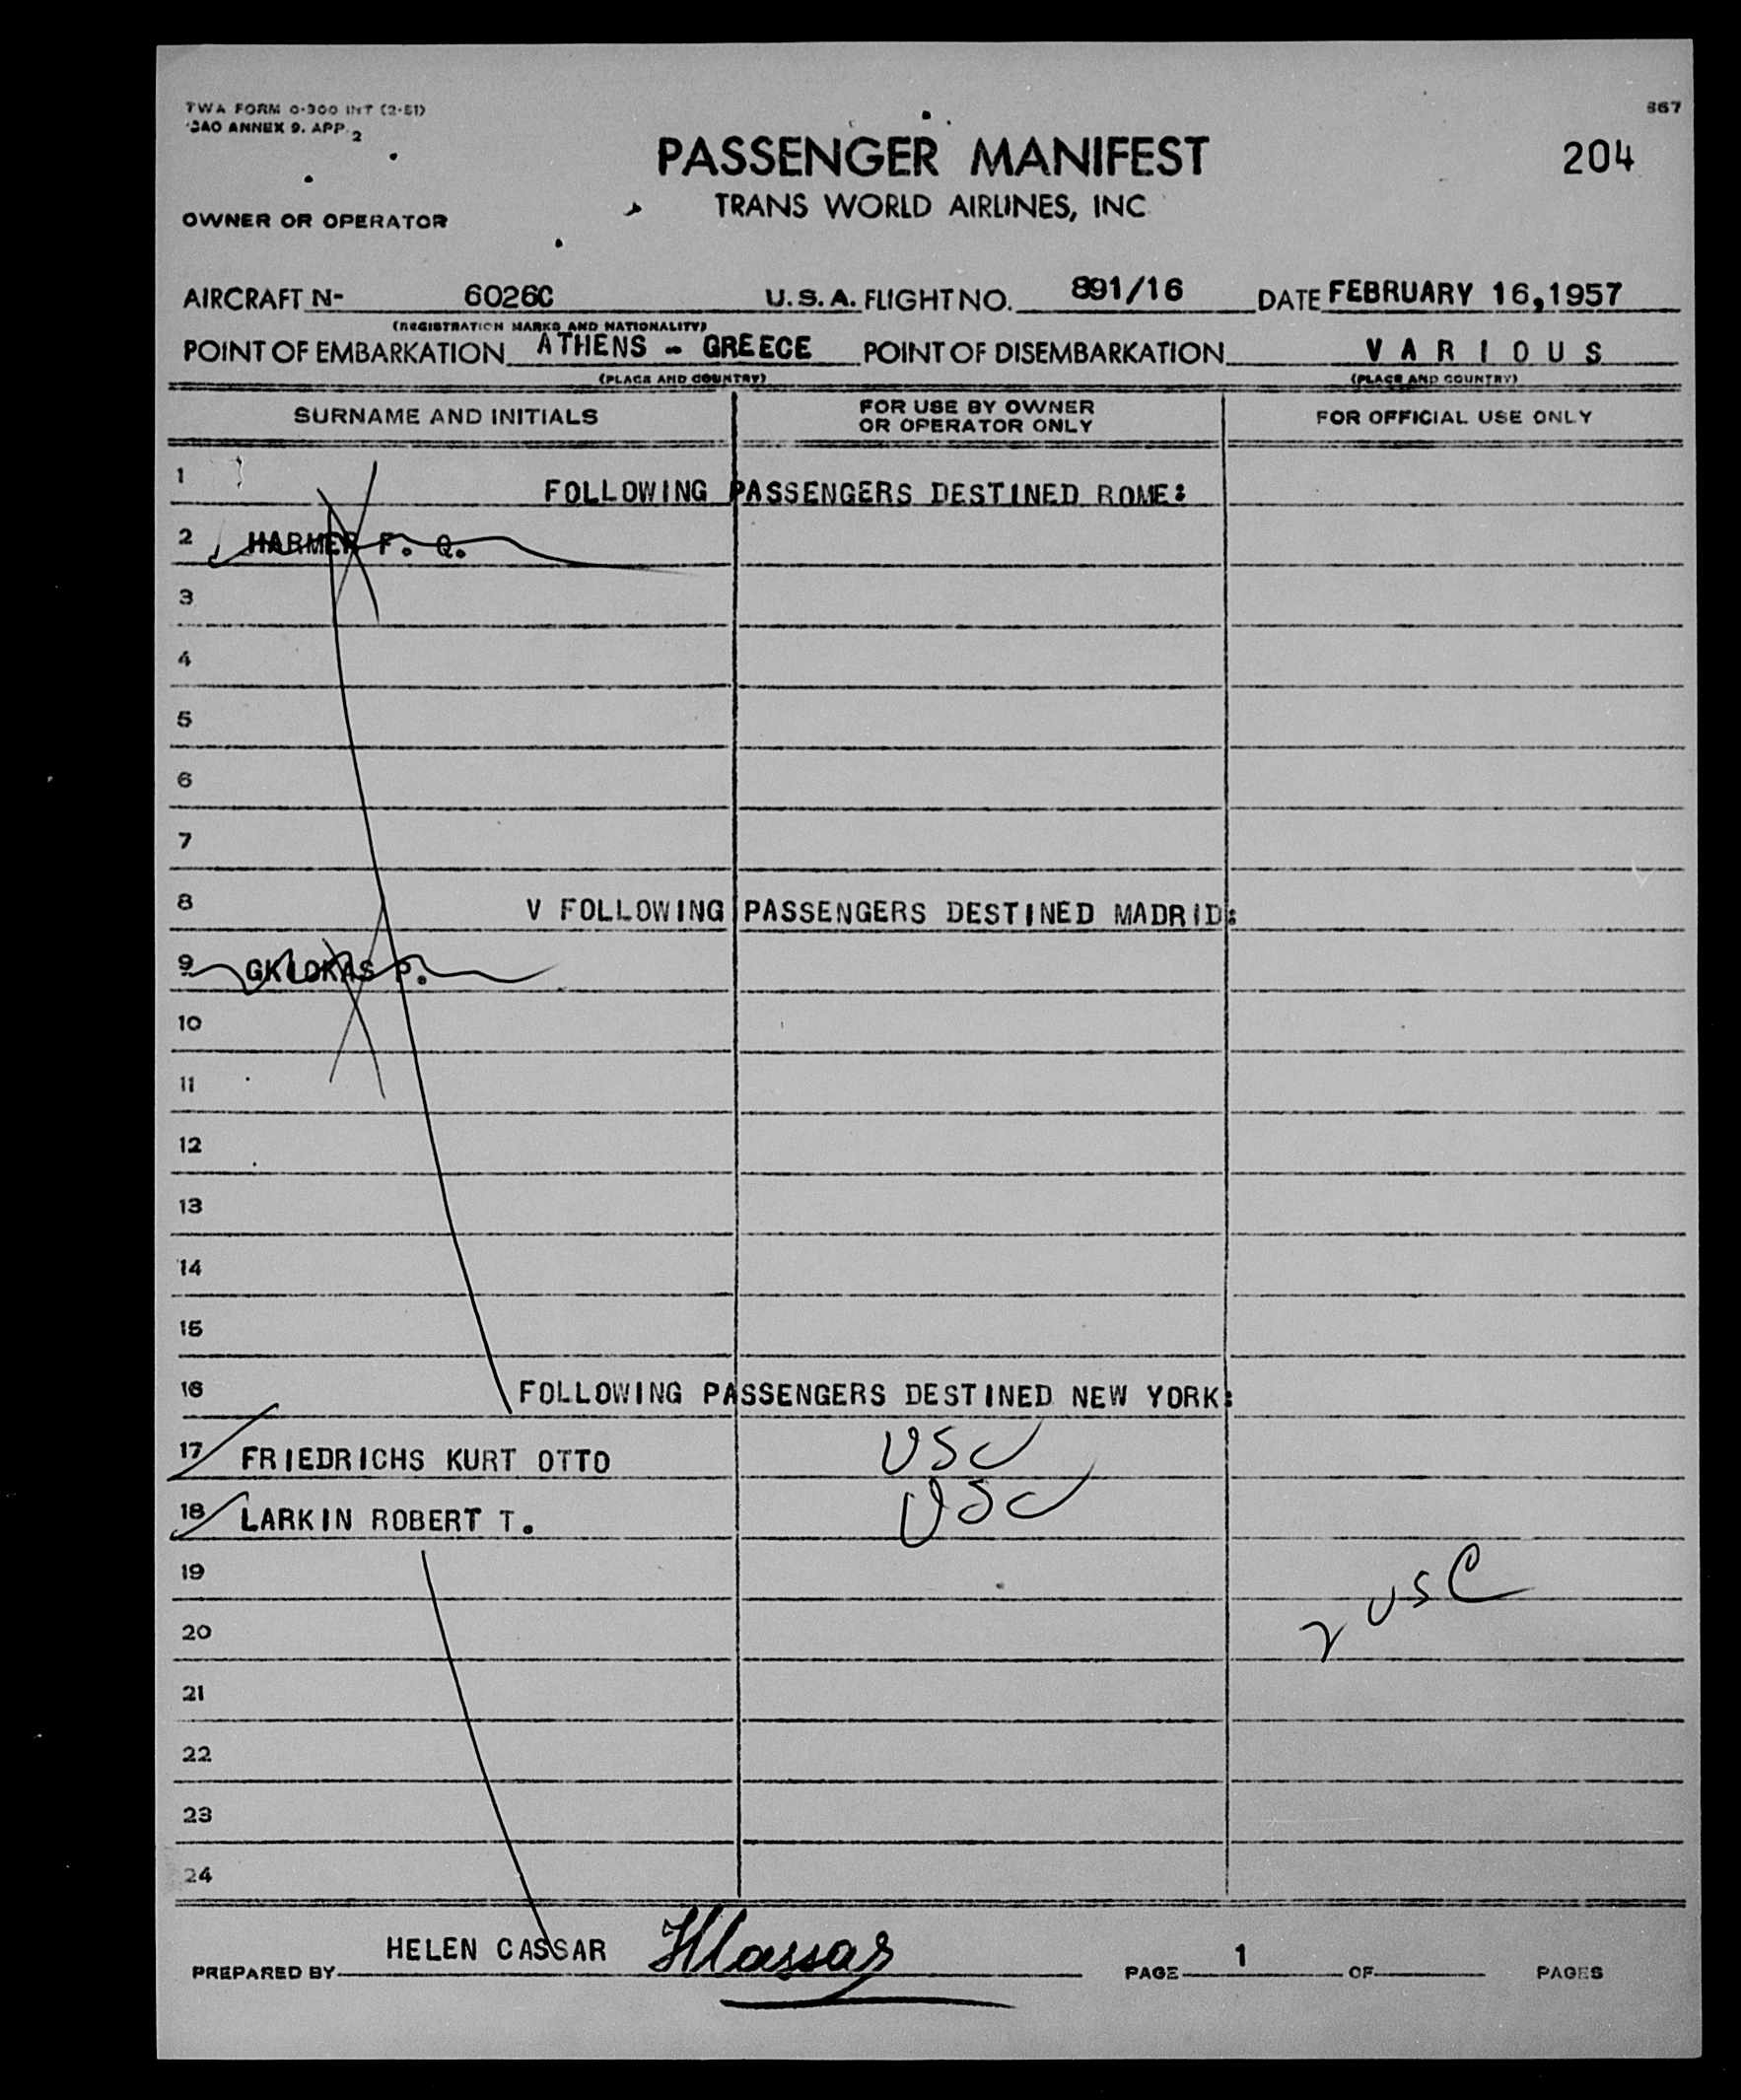 TWA FORM O-300 INT (2-51)
ICAO ANNEX 9. APP. 2
867
PASSENGER MANIFEST
204
TRANS WORLD AIRLINES, INC
OWNER OR OPERATOR
AIRCRAFT N- 6026C U.S.A. FLIGHT NO. 891/16 DATE FEBRUARY 16,1957
(REGISTRATION MARKS AND NATIONALITY)
POINT OF EMBARKATION ATHENS - GREECE POINT OF DISEMBARKATION V A R I O U S
(PLACE AND COUNTRY) (PLACE AND COUNTRY)
SURNAME AND INITIALS FOR USE BY OWNER OR OPERATOR ONLY FOR OFFICIAL USE ONLY
1 FOLLOWING PASSENGERS DESTINED ROME:
2 HARMER F. Q.
3
4
5
6
7
8 V FOLLOWING PASSENGERS DESTINED MADRID:
9 GKLOKAS P.
10
11
12
13
14
15
16 FOLLOWING PASSENGERS DESTINED NEW YORK:
17 FRIEDRICHS KURT OTTO USC
18 LARKIN ROBERT T. USC
19
2 USC
20
21
22
23
24
HELEN CASSAR HCassar
PREPARED BY PAGE 1 OF PAGES